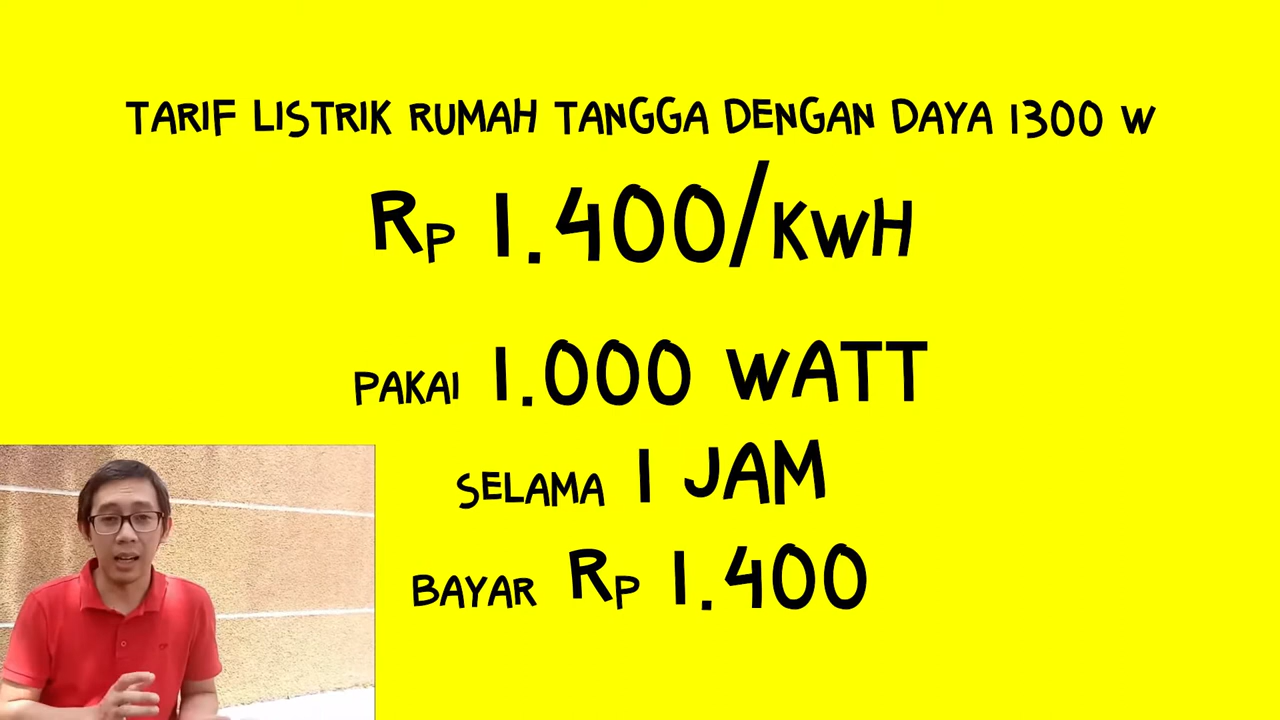 TARIF LISTRIK RUMAH TANGGA DENGAN DAYA 1300 W
Rp 1.400/KWH
PAKAI 1.000 WATT
SELAMA 1 JAM
BAYAR Rp 1.400